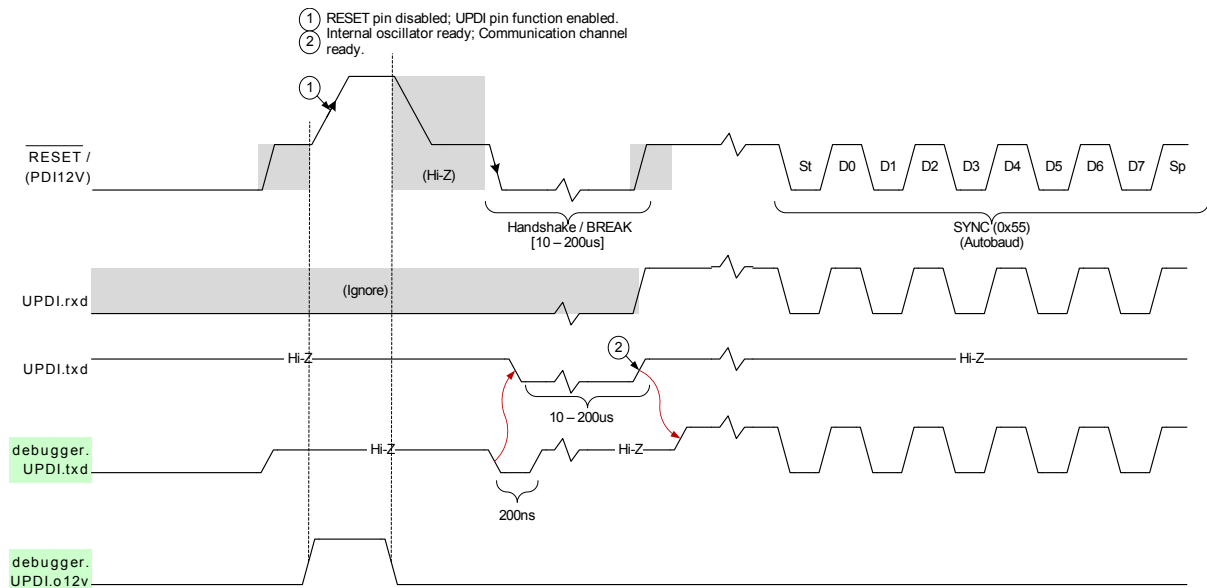 1 RESET pin disabled; UPDI pin function enabled.
2 Internal oscillator ready; Communication channel
ready.
1
RESET /
(PDI12V)
(Hi-Z)
St D0 D1 D2 D3 D4 D5 D6 D7 Sp
Handshake / BREAK
[10 – 200us]
SYNC (0x55)
(Autobaud)
UPDI.rxd
(Ignore)
UPDI.txd
Hi-Z
2
Hi-Z
10 – 200us
debugger.
UPDI.txd
Hi-Z
Hi-Z
200ns
debugger.
UPDI.o12v